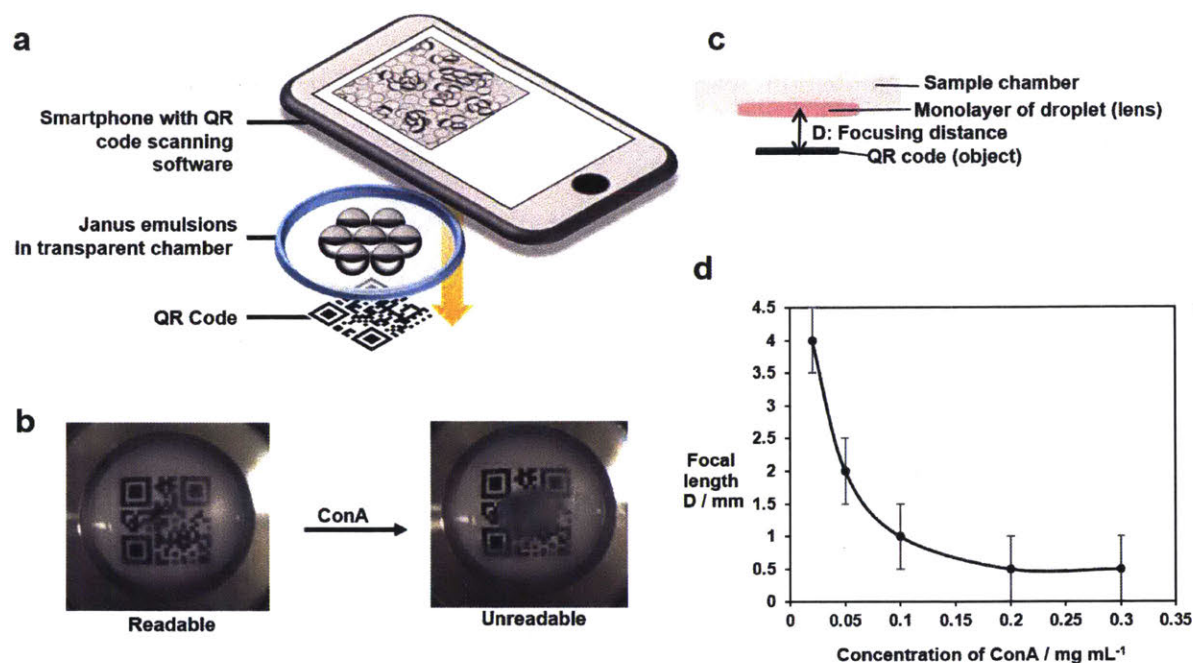 a
Smartphone with QR
code scanning
software
Janus emulsions
In transparent chamber
QR Code
b
ConA
Readable
Unreadable
c
Sample chamber
Monolayer of droplet (lens)
D: Focusing distance
QR code (object)
d
Focal
length
D / mm
4.5
4
3.5
3
2.5
2
1.5
1
0.5
0
0 0.05 0.1 0.15 0.2 0.25 0.3 0.35
Concentration of ConA / mg mL⁻¹